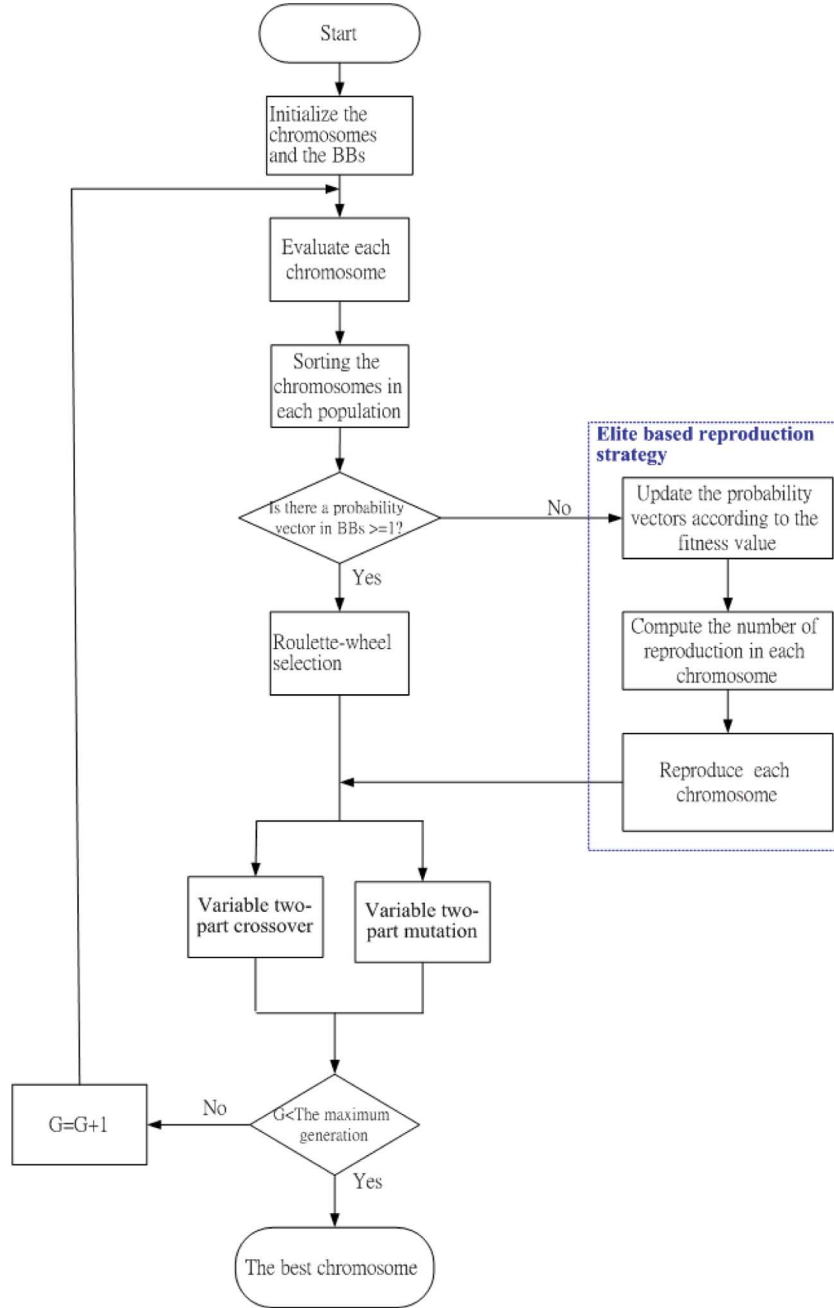 Start
Initialize the
chromosomes
and the BBs
Evaluate each
chromosome
Sorting the
chromosomes in
each population
Is there a probability
vector in BBs >=1?
No
Yes
Roulette-wheel
selection
Elite based reproduction
strategy
Update the probability
vectors according to the
fitness value
Compute the number of
reproduction in each
chromosome
Reproduce each
chromosome
Variable two-
part crossover
Variable two-
part mutation
G<The maximum
generation
No
G=G+1
Yes
The best chromosome